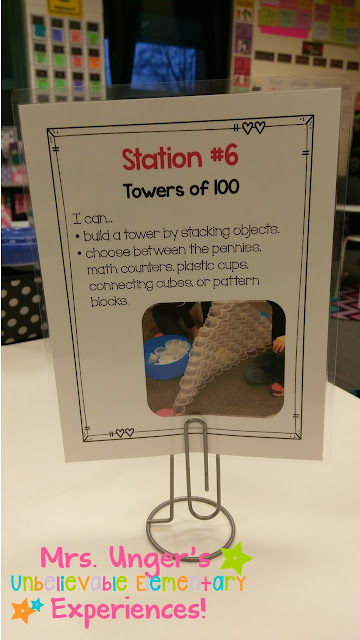 Station #6
Towers of 100
I can...
• build a tower by stacking objects.
• choose between the pennies,
math counters, plastic cups,
connecting cubes, or pattern
blocks.
Mrs. Unger's
Unbelievable Elementary
Experiences!